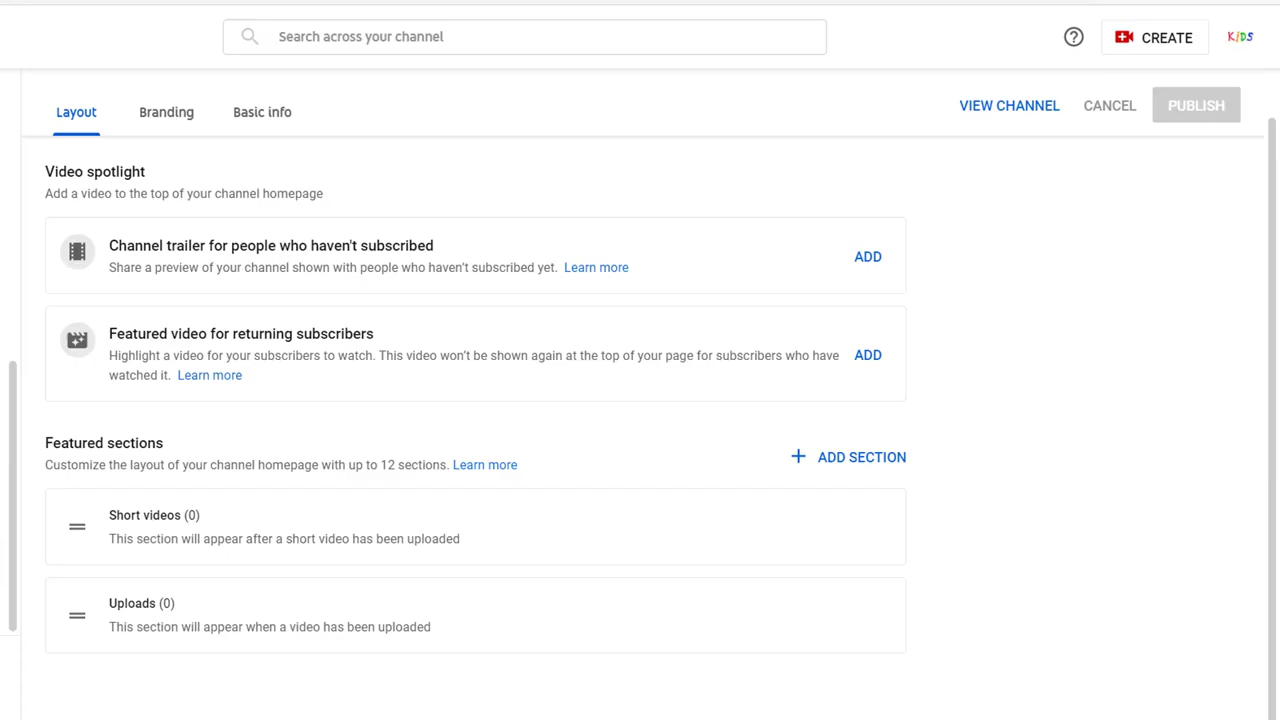 Search across your channel
CREATE
KIDS
Layout
Branding
Basic info
VIEW CHANNEL
CANCEL
PUBLISH
Video spotlight
Add a video to the top of your channel homepage
Channel trailer for people who haven't subscribed
Share a preview of your channel shown with people who haven't subscribed yet. Learn more
ADD
Featured video for returning subscribers
Highlight a video for your subscribers to watch. This video won't be shown again at the top of your page for subscribers who have
watched it. Learn more
ADD
Featured sections
Customize the layout of your channel homepage with up to 12 sections. Learn more
ADD SECTION
Short videos (0)
This section will appear after a short video has been uploaded
Uploads (0)
This section will appear when a video has been uploaded